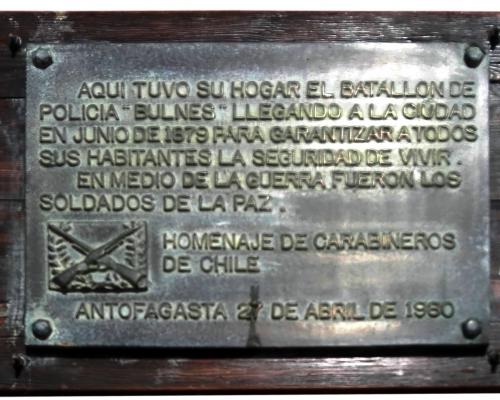 AQUI TUVO SU HOGAR EL BATALLON DE
POLICIA "BULNES" LLEGANDO A LA CIUDAD
EN JUNIO DE 1879 PARA GARANTIZAR A TODOS
SUS HABITANTES LA SEGURIDAD DE VIVIR.
EN MEDIO DE LA GUERRA FUERON LOS
SOLDADOS DE LA PAZ.
HOMENAJE DE CARABINEROS
DE CHILE
ANTOFAGASTA 27 DE ABRIL DE 1960